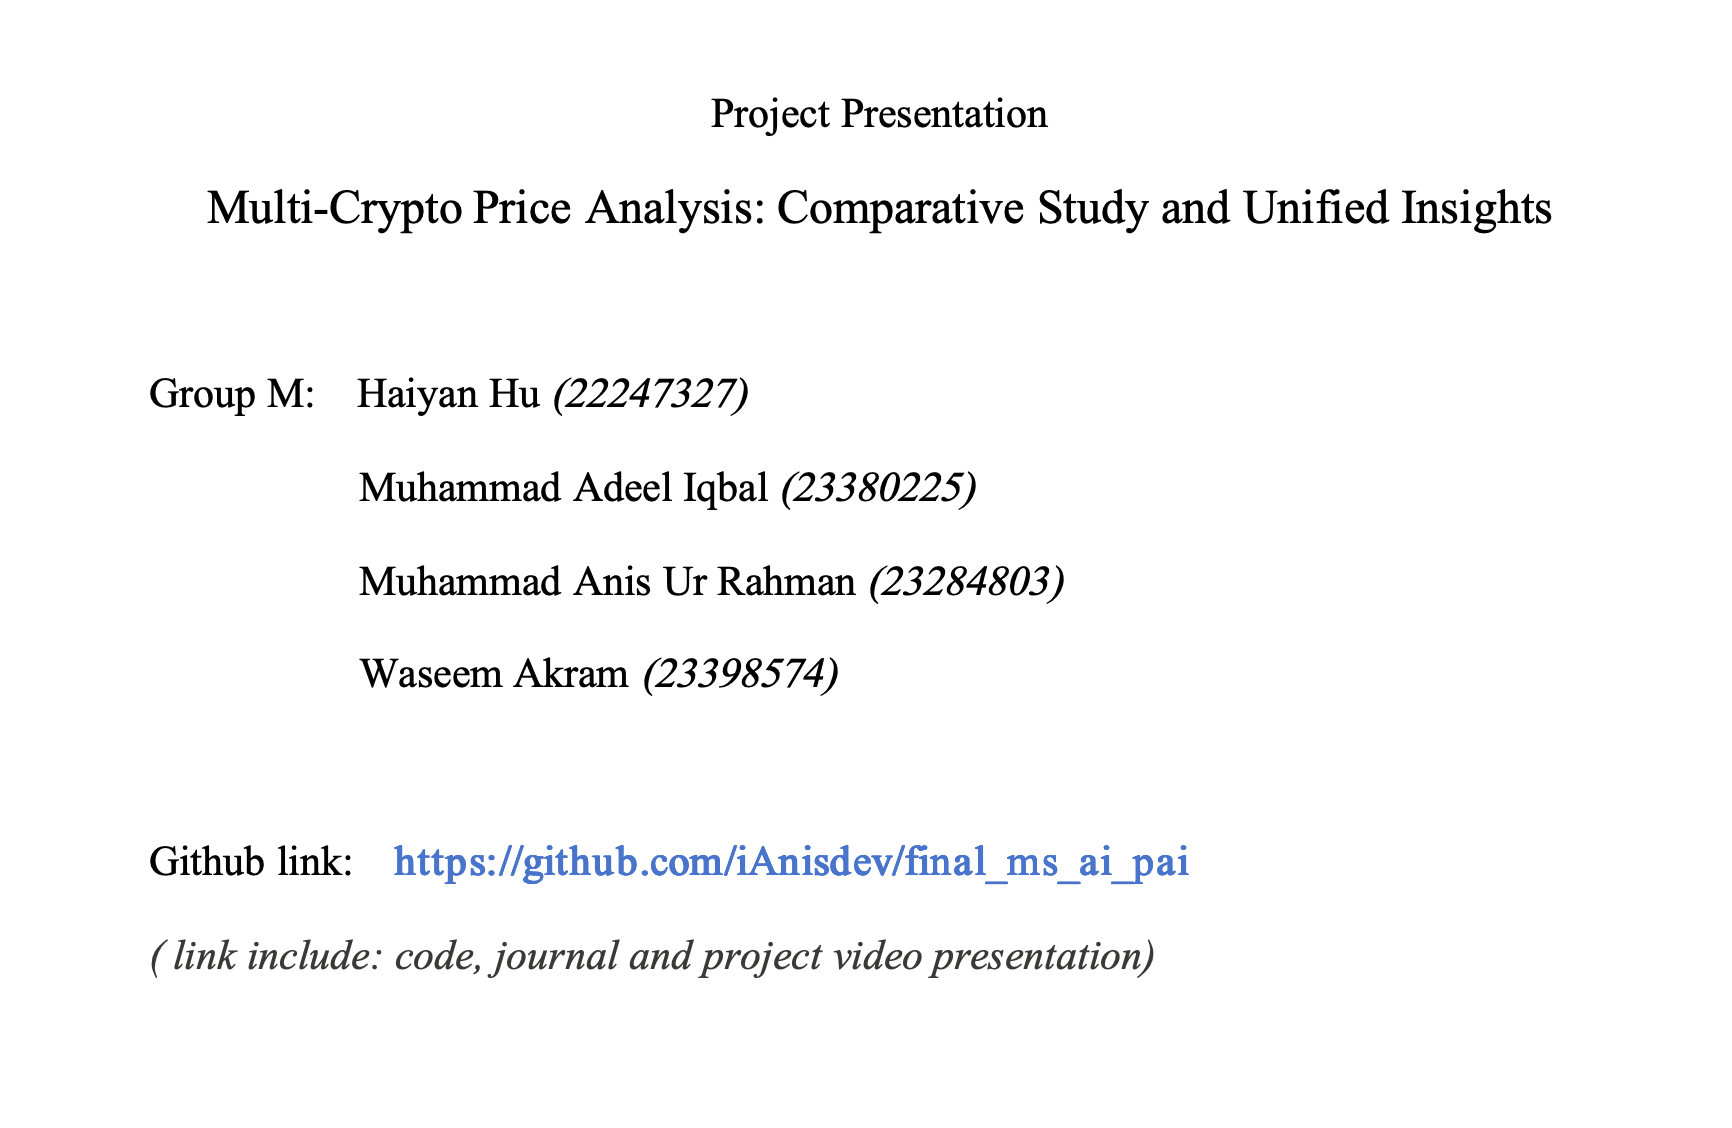 Project Presentation
Multi-Crypto Price Analysis: Comparative Study and Unified Insights
Group M: Haiyan Hu (22247327)
Muhammad Adeel Iqbal (23380225)
Muhammad Anis Ur Rahman (23284803)
Waseem Akram (23398574)
Github link: https://github.com/iAnisdev/final_ms_ai_pai
( link include: code, journal and project video presentation)